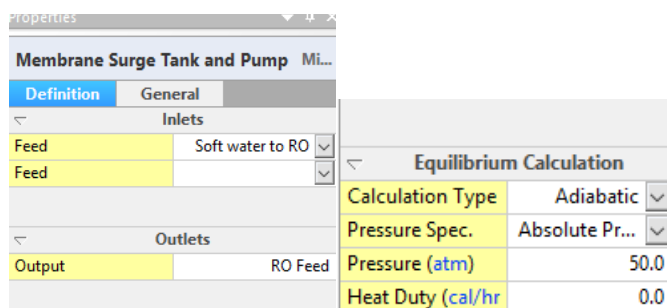 Properties
Membrane Surge Tank and Pump Mi...
Definition General
Inlets
Feed Soft water to RO
Feed
Outlets
Output RO Feed
Equilibrium Calculation
Calculation Type Adiabatic
Pressure Spec. Absolute Pr...
Pressure (atm) 50.0
Heat Duty (cal/hr 0.0